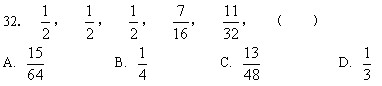 32. 1/2, 1/2, 1/2, 7/16, 11/32, ( )
A. 15/64 B. 1/4 C. 13/48 D. 1/3